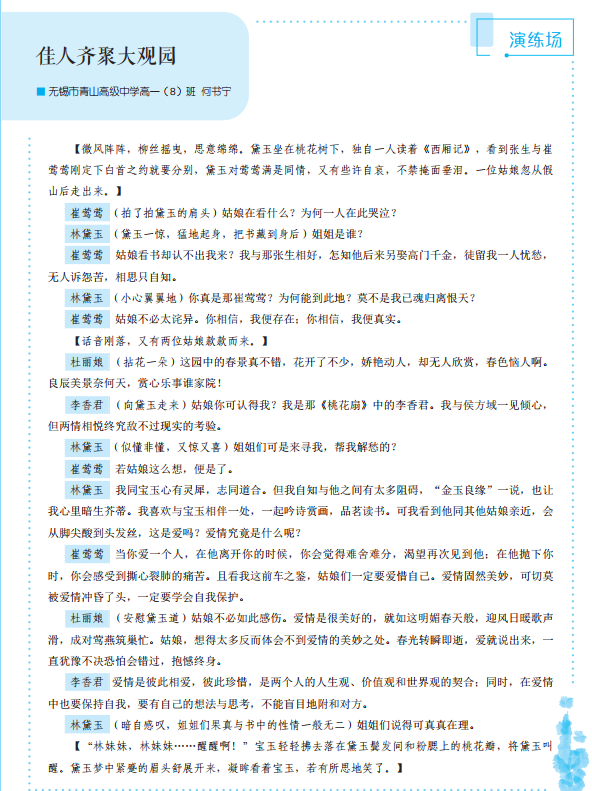 演练场
佳人齐聚大观园
■ 无锡市青山高级中学高一（8）班  何书宁
【微风阵阵，柳丝摇曳，思意绵绵。黛玉坐在桃花树下，独自一人读着《西厢记》，看到张生与崔
莺莺刚定下白首之约就要分别，黛玉对莺莺满是同情，又有些许自哀，不禁掩面垂泪。一位姑娘忽从假
山后走出来。】
崔莺莺（拍了拍黛玉的肩头）姑娘在看什么？为何一人在此哭泣？
林黛玉（黛玉一惊，猛地起身，把书藏到身后）姐姐是谁？
崔莺莺  姑娘看书却认不出我来？我与那张生相好，怎知他后来另娶高门千金，徒留我一人忧愁，
无人诉怨苦，相思只自知。
林黛玉（小心翼翼地）你真是那崔莺莺？为何能到此地？莫不是我已魂归离恨天？
崔莺莺  姑娘不必太诧异。你相信，我便存在；你相信，我便真实。
【话音刚落，又有两位姑娘款款而来。】
杜丽娘（拈花一朵）这园中的春景真不错，花开了不少，娇艳动人，却无人欣赏，春色恼人啊。
良辰美景奈何天，赏心乐事谁家院！
李香君（向黛玉走来）姑娘你可认得我？我是那《桃花扇》中的李香君。我与侯方域一见倾心，
但两情相悦终究敌不过现实的考验。
林黛玉（似懂非懂，又惊又喜）姐姐们可是来寻我，帮我解愁的？
崔莺莺  若姑娘这么想，便是了。
林黛玉  我同宝玉心有灵犀，志同道合。但我自知与他之间有太多阻碍，“金玉良缘”一说，也让
我心里暗生芥蒂。我喜欢与宝玉相伴一处，一起吟诗赏画，品茗读书。可我看到他同其他姑娘亲近，会
从脚尖酸到头发丝，这是爱吗？爱情究竟是什么呢？
崔莺莺  当你爱一个人，在他离开你的时候，你会觉得难舍难分，渴望再次见到他；在他抛下你
时，你会感受到撕心裂肺的痛苦。且看我这前车之鉴，姑娘们一定要爱惜自己。爱情固然美妙，可切莫
被爱情冲昏了头，一定要学会自我保护。
杜丽娘（安慰黛玉道）姑娘不必如此感伤。爱情是很美好的，就如这明媚春天般，迎风日暖歌声
滑，成对莺燕筑巢忙。姑娘，想得太多反而体会不到爱情的美妙之处。春光转瞬即逝，爱就说出来，一
直犹豫不决恐怕会错过，抱憾终身。
李香君  爱情是彼此相爱，彼此珍惜，是两个人的人生观、价值观和世界观的契合；同时，在爱情
中也要保持自我，要有自己的想法与思考，不能盲目地附和对方。
林黛玉（暗自感叹，姐姐们果真与书中的性情一般无二）姐姐们说得可真真在理。
【“林妹妹，林妹妹……醒醒啊！”宝玉轻轻拂去落在黛玉鬓发间和粉腮上的桃花瓣，将黛玉叫
醒。黛玉梦中紧蹙的眉头舒展开来，凝眸看着宝玉，若有所思地笑了。】